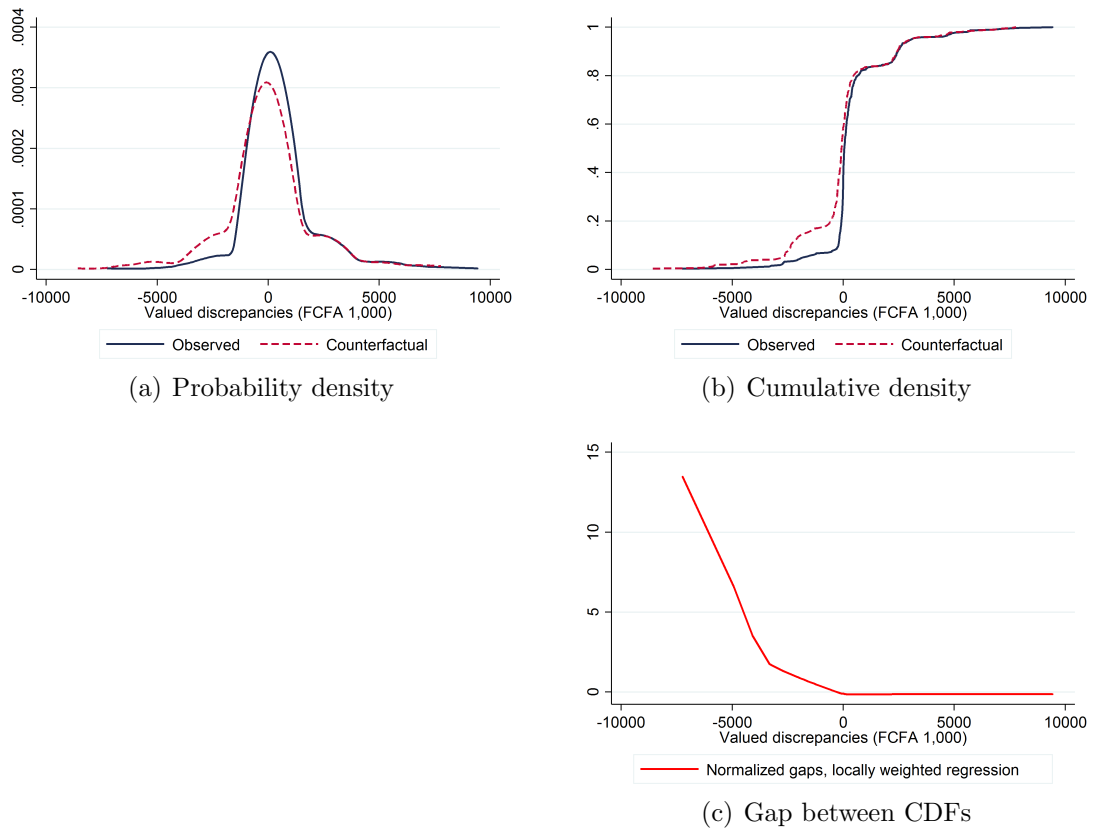 .0004
.0003
.0002
.0001
0
-10000 -5000 0 5000 10000
Valued discrepancies (FCFA 1,000)
Observed Counterfactual
(a) Probability density
1
.8
.6
.4
.2
0
-10000 -5000 0 5000 10000
Valued discrepancies (FCFA 1,000)
Observed Counterfactual
(b) Cumulative density
15
10
5
0
-10000 -5000 0 5000 10000
Valued discrepancies (FCFA 1,000)
Normalized gaps, locally weighted regression
(c) Gap between CDFs